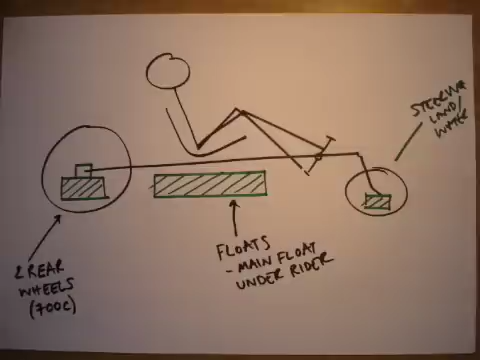 STEERING
LAND/
WATER
FLOATS
- MAIN FLOAT
UNDER RIDER
2 REAR
WHEELS
(700C)